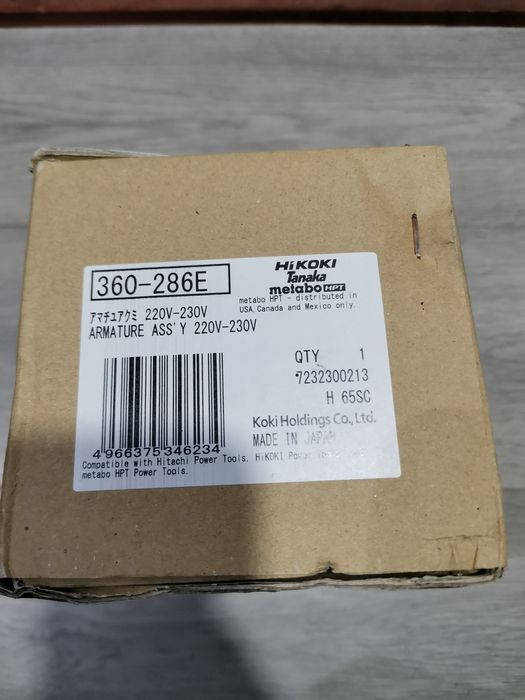 360-286E
HiKOKI
Tanaka
metabo HPT
metabo HPT - distributed in
USA, Canada and Mexico only.
アマチュアクミ 220V-230V
ARMATURE ASS'Y 220V-230V
QTY 1
7232300213
H 65SC
Koki Holdings Co., Ltd.
MADE IN JAPAN
4966375346234
Compatible with Hitachi Power Tools. HiKOKI Power
metabo HPT Power Tools.